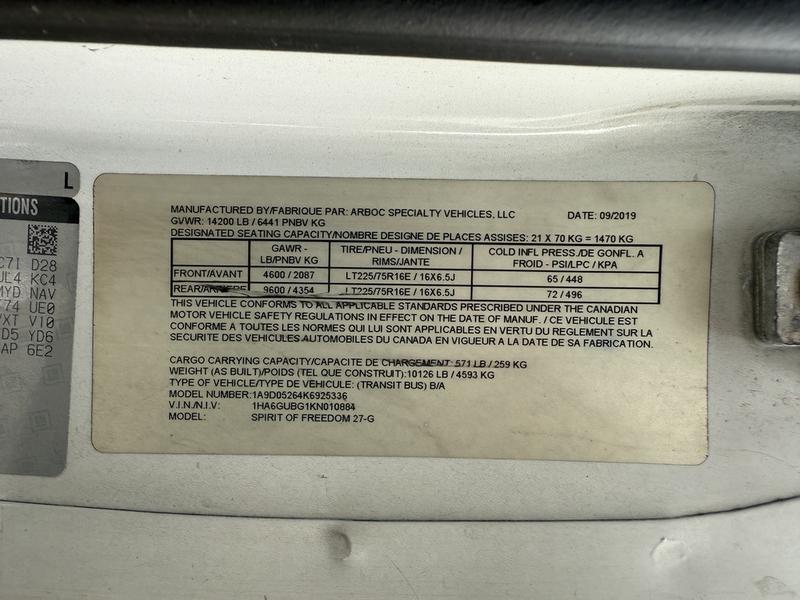 L
TIONS
C7I D28
UE4 KC4
MYD NAV
74 UE0
YXT VT0
D5 YD6
AP 6E2
MANUFACTURED BY/FABRIQUE PAR: ARBOC SPECIALTY VEHICLES, LLC DATE: 09/2019
GVWR: 14200 LB / 6441 PNBV KG
DESIGNATED SEATING CAPACITY/NOMBRE DESIGNE DE PLACES ASSISES: 21 X 70 KG = 1470 KG
GAWR - LB/PNBV KG TIRE/PNEU - DIMENSION / RIMS/JANTE COLD INFL PRESS./DE GONFL. A FROID - PSI/LPC / KPA
FRONT/AVANT 4600 / 2087 LT225/75R16E / 16X6.5J 65 / 448
REAR/ARRIERE 9600 / 4354 LT225/75R16E / 16X6.5J 72 / 496
THIS VEHICLE CONFORMS TO ALL APPLICABLE STANDARDS PRESCRIBED UNDER THE CANADIAN
MOTOR VEHICLE SAFETY REGULATIONS IN EFFECT ON THE DATE OF MANUF. / CE VEHICULE EST
CONFORME A TOUTES LES NORMES QUI LUI SONT APPLICABLES EN VERTU DU REGLEMENT SUR LA
SECURITE DES VEHICULES AUTOMOBILES DU CANADA EN VIGUEUR A LA DATE DE SA FABRICATION.
CARGO CARRYING CAPACITY/CAPACITE DE CHARGEMENT: 571 LB / 259 KG
WEIGHT (AS BUILT)/POIDS (TEL QUE CONSTRUIT):10126 LB / 4593 KG
TYPE OF VEHICLE/TYPE DE VEHICULE: (TRANSIT BUS) B/A
MODEL NUMBER:1A9D05264K6925336
V.I.N./N.I.V: 1HA6GUBG1KN010884
MODEL: SPIRIT OF FREEDOM 27-G